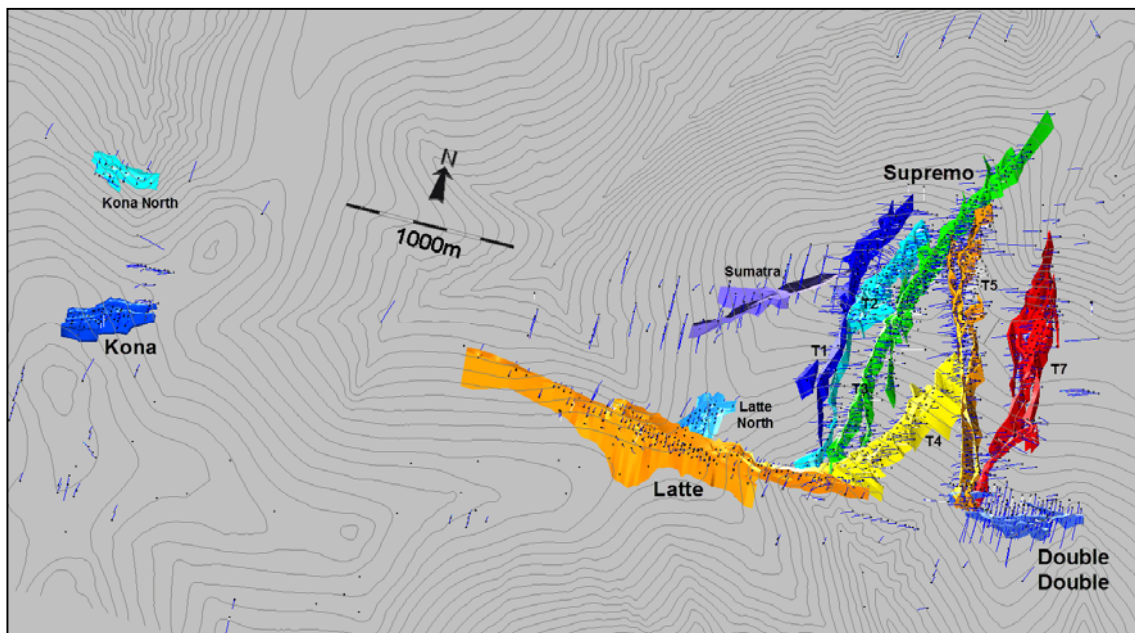 Supremo
N
Kona North
1000m
Sumatra
T2
T5
Kona
T1
T7
T3
Latte
North
T4
Latte
Double
Double